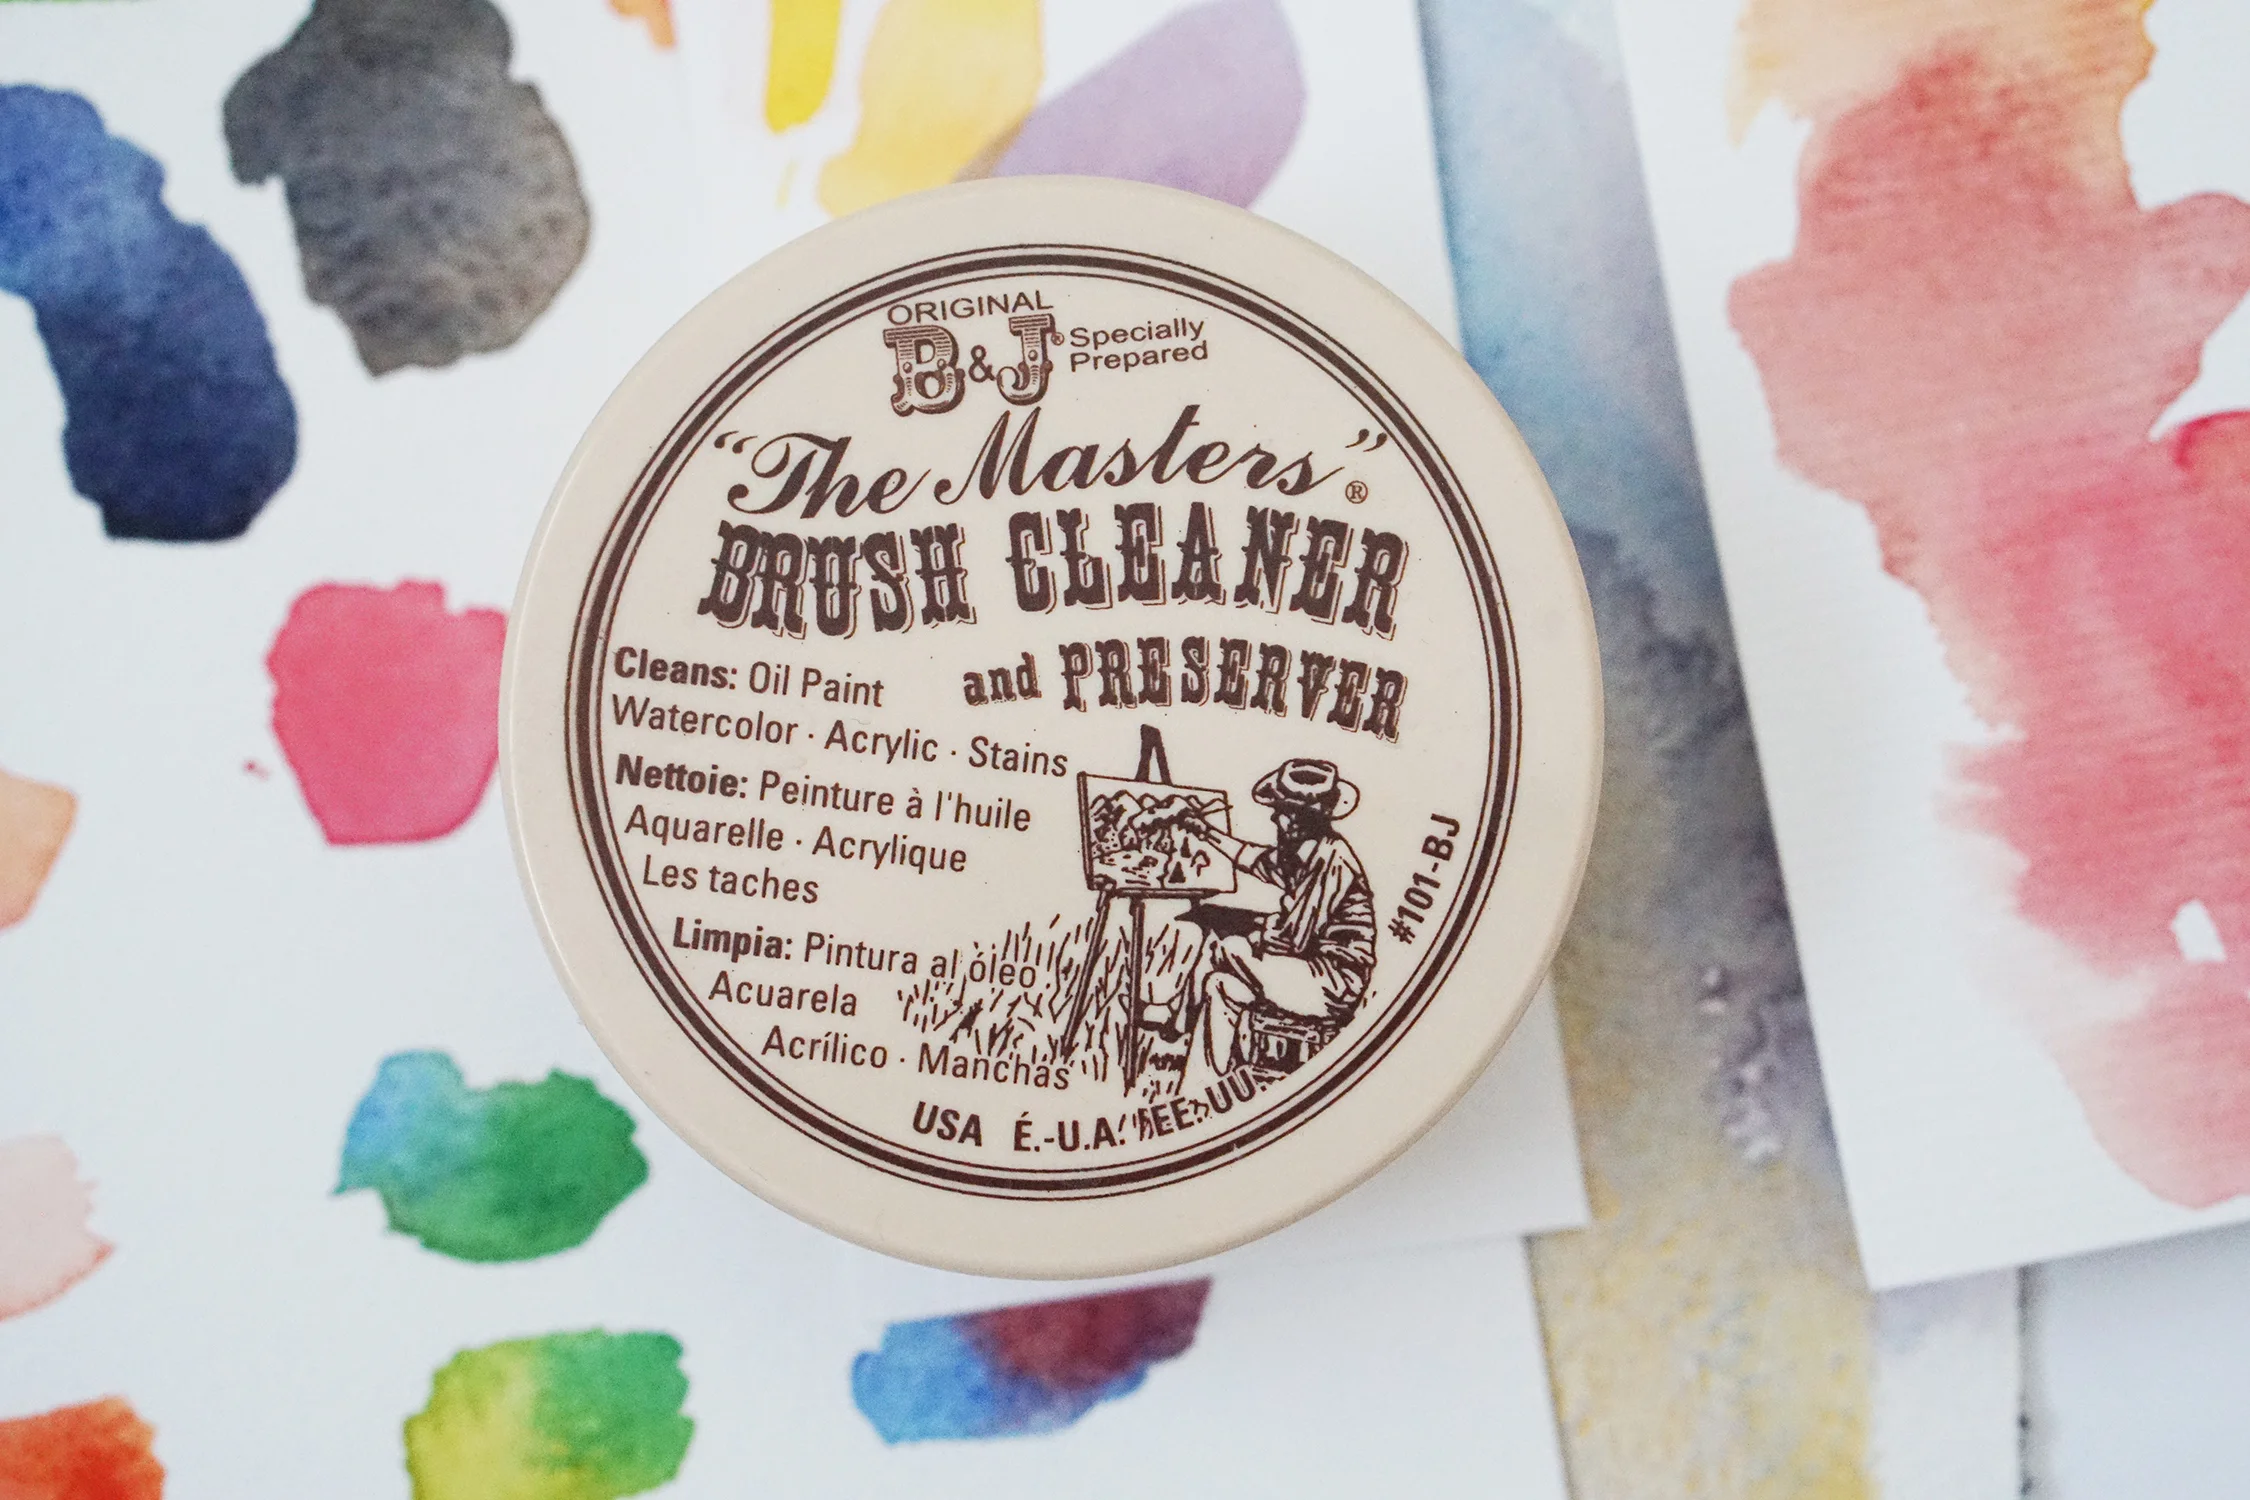 ORIGINAL
B&J® Specially
Prepared
"The Masters"®
BRUSH CLEANER
and PRESERVER
Cleans: Oil Paint
Watercolor · Acrylic · Stains
Nettoie: Peinture à l'huile
Aquarelle · Acrylique
Les taches
Limpia: Pintura al óleo
Acuarela
Acrílico · Manchas
USA É.-U.A. EE. UU.
#101-BJ